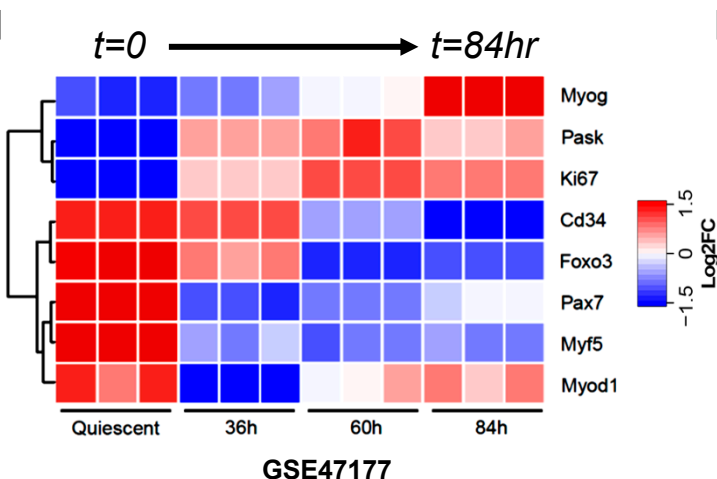 t=0 t=84hr
Myog
Pask
Ki67
Cd34
Foxo3
Pax7
Myf5
Myod1
1.5
0
−1.5
Log2FC
Quiescent 36h 60h 84h
GSE47177